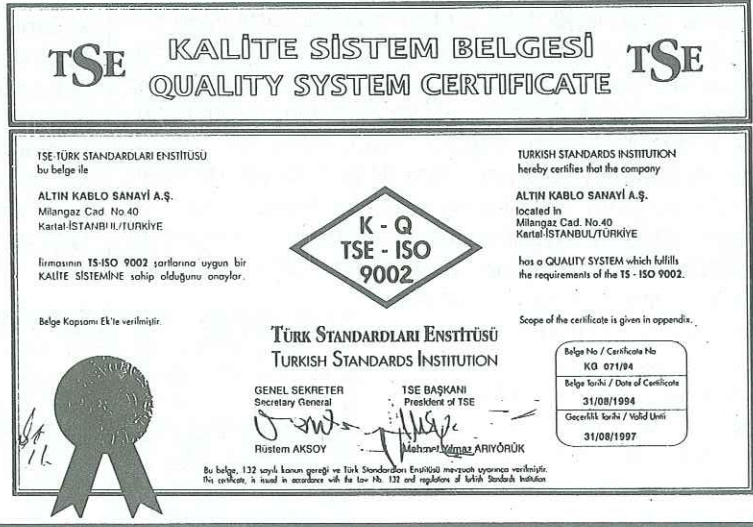 TSE
KALİTE SİSTEM BELGESİ
QUALITY SYSTEM CERTIFICATE
TSE
TSE-TÜRK STANDARDLARI ENSTİTÜSÜ
bu belge ile
ALTIN KABLO SANAYİ A.Ş.
Milangaz Cad. No.40
Kartal-İSTANBUL/TÜRKİYE
firmasının TS-ISO 9002 şartlarına uygun bir
KALİTE SİSTEMİNE sahip olduğunu onaylar.
Belge Kapsamı Ek'te verilmiştir.
K - Q
TSE - ISO
9002
TURKISH STANDARDS INSTITUTION
hereby certifies that the company
ALTIN KABLO SANAYİ A.Ş.
located in
Milangaz Cad. No.40
Kartal-İSTANBUL/TÜRKİYE
has a QUALITY SYSTEM which fulfills
the requirements of the TS - ISO 9002.
Scope of the certificate is given in appendix.
TÜRK STANDARDLARI ENSTİTÜSÜ
TURKISH STANDARDS INSTITUTION
GENEL SEKRETER
Secretary General
Rüstem AKSOY
TSE BAŞKANI
President of TSE
Mehmet Yılmaz ARIYÖRÜK
Belge No / Certificate No
KG 071/94
Belge Tarihi / Date of Certificate
31/08/1994
Geçerlilik Tarihi / Valid Until
31/08/1997
Bu belge, 132 sayılı kanun gereği ve Türk Standardları Enstitüsü mevzuatı uyarınca verilmiştir.
This certificate, is issued in accordance with the Law No. 132 and regulations of Turkish Standards Institution